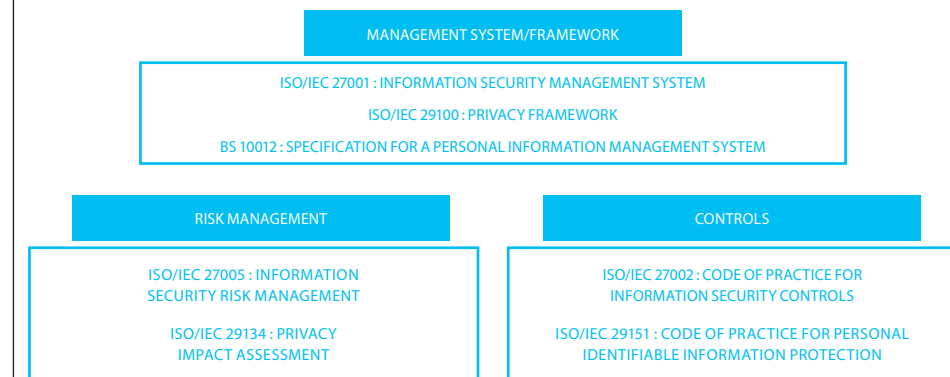 MANAGEMENT SYSTEM/FRAMEWORK
ISO/IEC 27001 : INFORMATION SECURITY MANAGEMENT SYSTEM
ISO/IEC 29100 : PRIVACY FRAMEWORK
BS 10012 : SPECIFICATION FOR A PERSONAL INFORMATION MANAGEMENT SYSTEM
RISK MANAGEMENT
ISO/IEC 27005 : INFORMATION
SECURITY RISK MANAGEMENT
ISO/IEC 29134 : PRIVACY
IMPACT ASSESSMENT
CONTROLS
ISO/IEC 27002 : CODE OF PRACTICE FOR
INFORMATION SECURITY CONTROLS
ISO/IEC 29151 : CODE OF PRACTICE FOR PERSONAL
IDENTIFIABLE INFORMATION PROTECTION